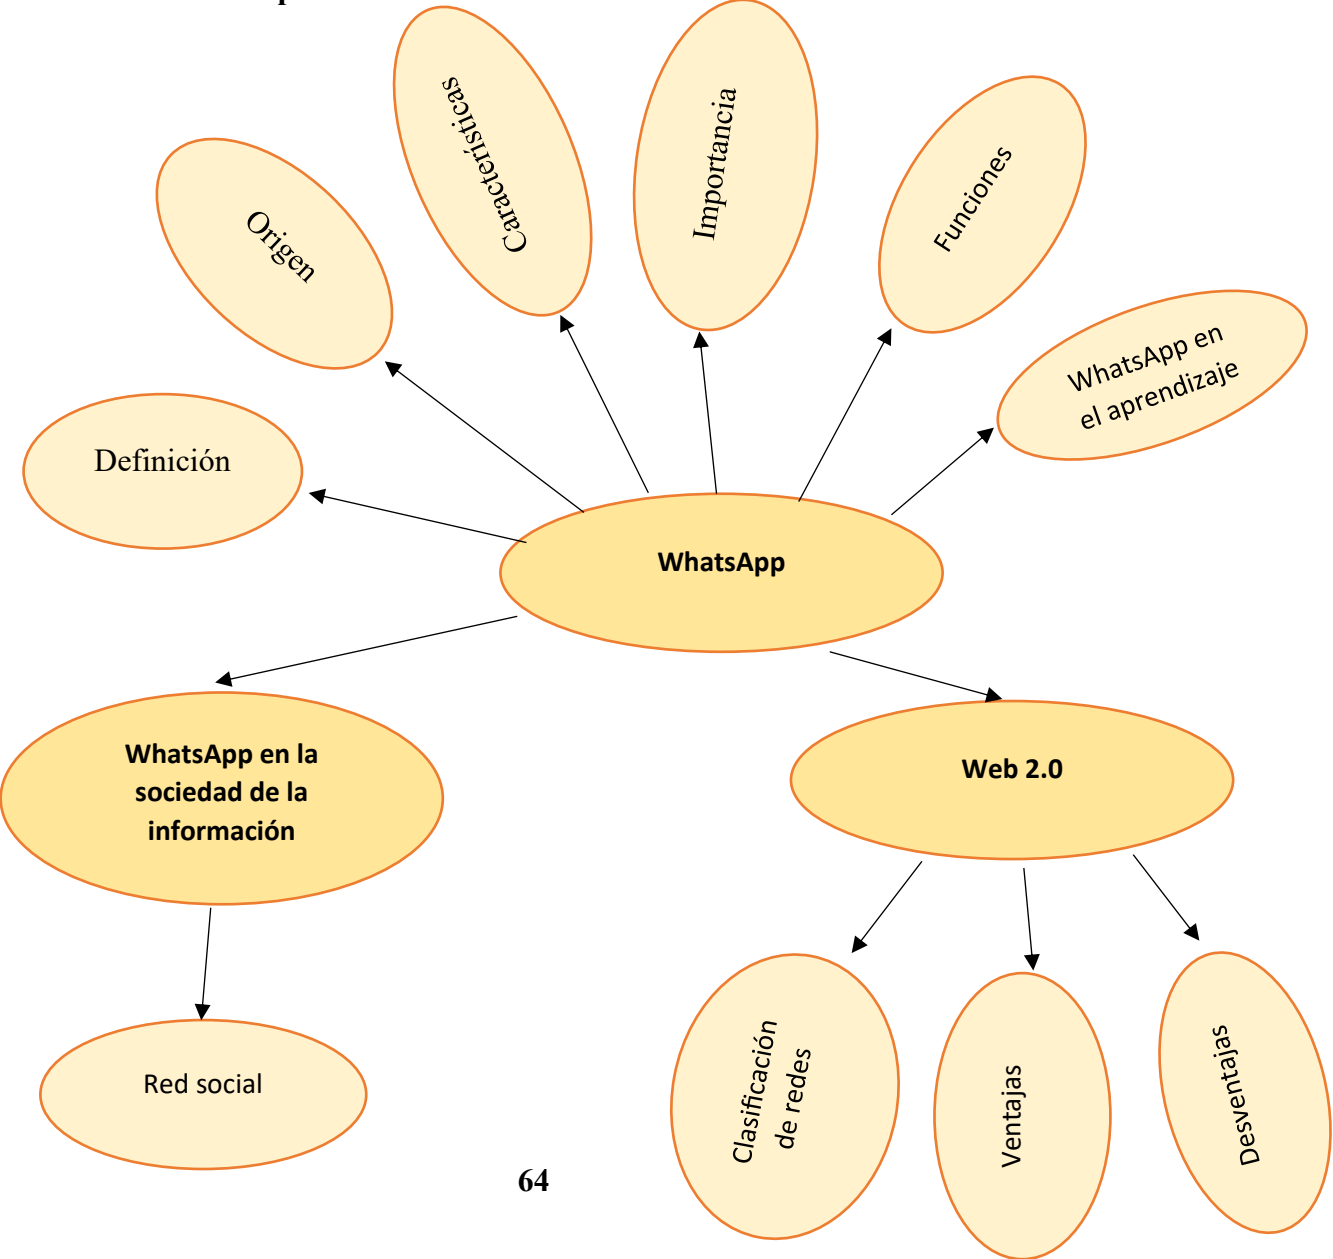 Características
Importancia
Funciones
Origen
WhatsApp en
el aprendizaje
Definición
WhatsApp
WhatsApp en la
sociedad de la
información
Web 2.0
Red social
Clasificación
de redes
Ventajas
Desventajas
64